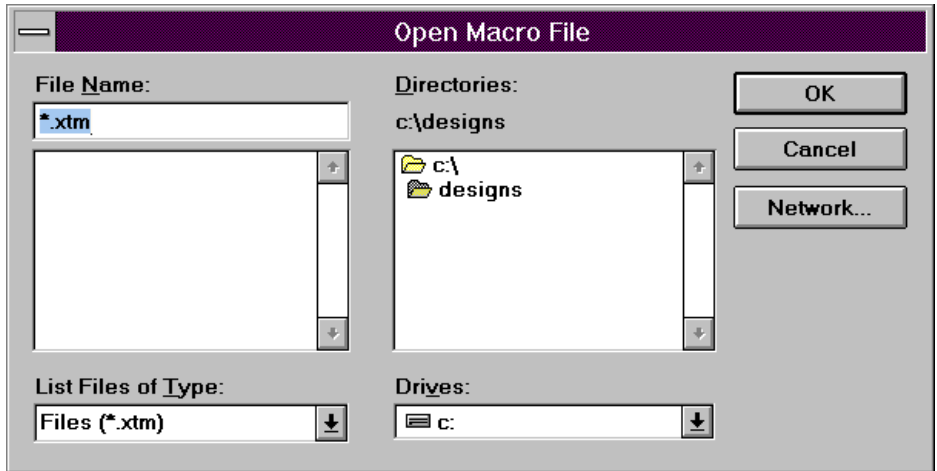 Open Macro File
File Name:
*.xtm
Directories:
c:\designs
c:\
designs
OK
Cancel
Network...
List Files of Type:
Files (*.xtm)
Drives:
c: